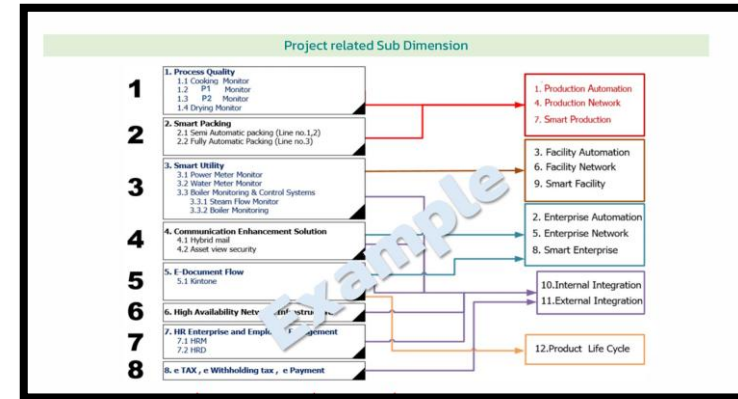 Project related Sub Dimension
1
1. Process Quality
1.1 Cooking Monitor
1.2 P1 Monitor
1.3 P2 Monitor
1.4 Drying Monitor
2
2. Smart Packing
2.1 Semi Automatic packing (Line no.1,2)
2.2 Fully Automatic Packing (Line no.3)
3
3. Smart Utility
3.1 Power Meter Monitor
3.2 Water Meter Monitor
3.3 Boiler Monitoring & Control Systems
3.3.1 Steam Flow Monitor
3.3.2 Boiler Monitoring
4
4. Communication Enhancement Solution
4.1 Hybrid mail
4.2 Asset view security
5
5. E-Document Flow
5.1 Kintone
6
6. High Availability
7
7. HR Enterprise and
7.1 HRM
7.2 HRD
8
8. e TAX , e Withholding tax , e Payment
1. Production Automation
4. Production Network
7. Smart Production
3. Facility Automation
6. Facility Network
9. Smart Facility
2. Enterprise Automation
5. Enterprise Network
8. Smart Enterprise
10.Internal Integration
11.External Integration
12.Product Life Cycle
Example